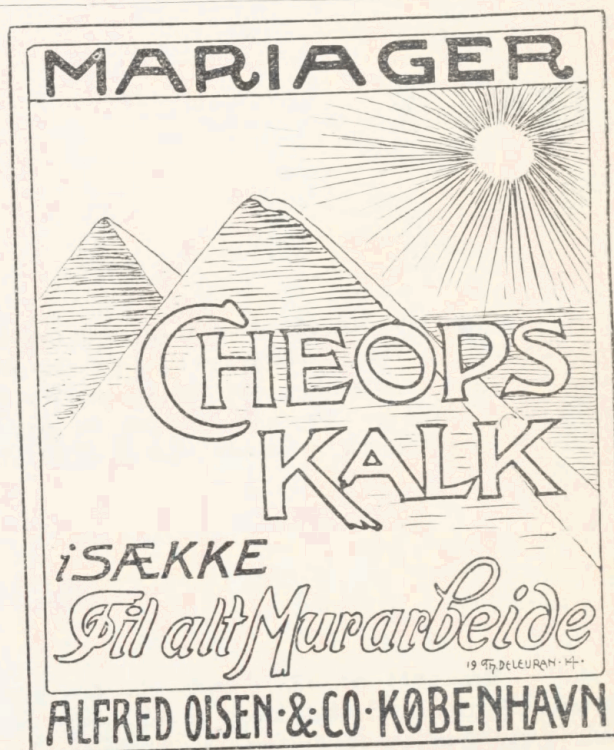 MARIAGER
CHEOPS
KALK
i SÆKKE
Til alt Murarbeide
19 TH. DELEURAN · 14 ·
ALFRED OLSEN · & · CO · KØBENHAVN